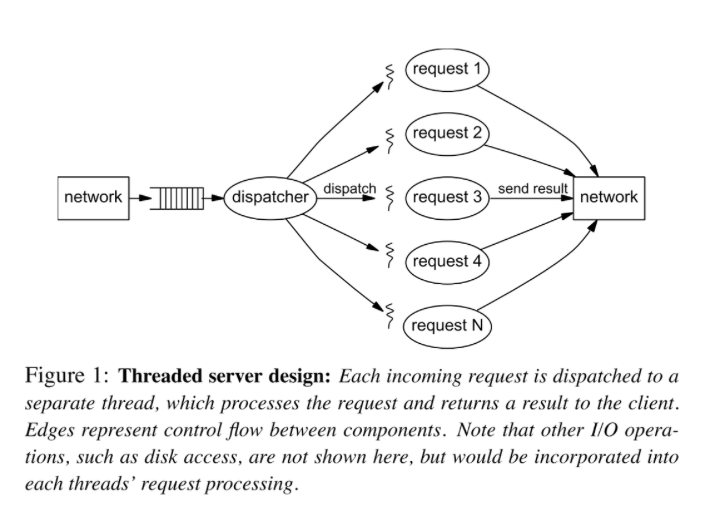 request 1
request 2
network
dispatcher
dispatch
request 3
send result
network
request 4
request N
Figure 1: Threaded server design: Each incoming request is dispatched to a
separate thread, which processes the request and returns a result to the client.
Edges represent control flow between components. Note that other I/O opera-
tions, such as disk access, are not shown here, but would be incorporated into
each threads' request processing.